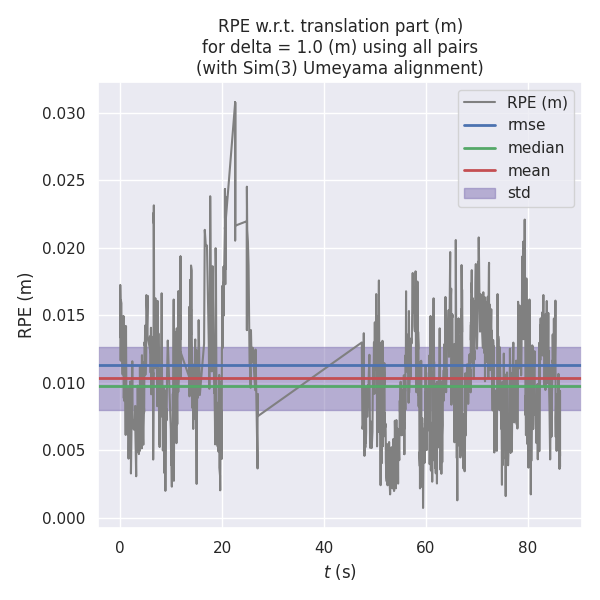 RPE w.r.t. translation part (m)
for delta = 1.0 (m) using all pairs
(with Sim(3) Umeyama alignment)
RPE (m)
rmse
median
mean
std
0.030
0.025
0.020
0.015
0.010
0.005
0.000
RPE (m)
0 20 40 60 80
t (s)